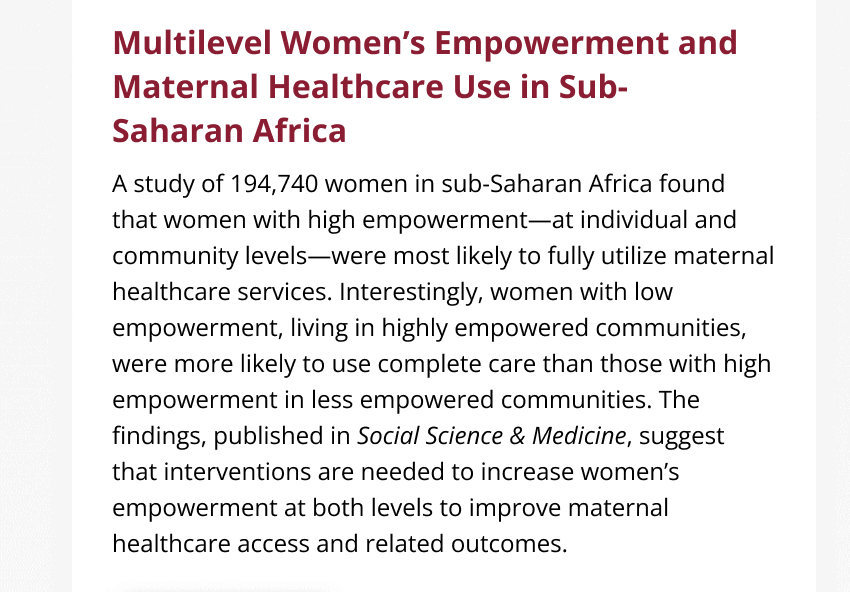 Multilevel Women’s Empowerment and
Maternal Healthcare Use in Sub-
Saharan Africa
A study of 194,740 women in sub-Saharan Africa found
that women with high empowerment—at individual and
community levels—were most likely to fully utilize maternal
healthcare services. Interestingly, women with low
empowerment, living in highly empowered communities,
were more likely to use complete care than those with high
empowerment in less empowered communities. The
findings, published in Social Science & Medicine, suggest
that interventions are needed to increase women’s
empowerment at both levels to improve maternal
healthcare access and related outcomes.